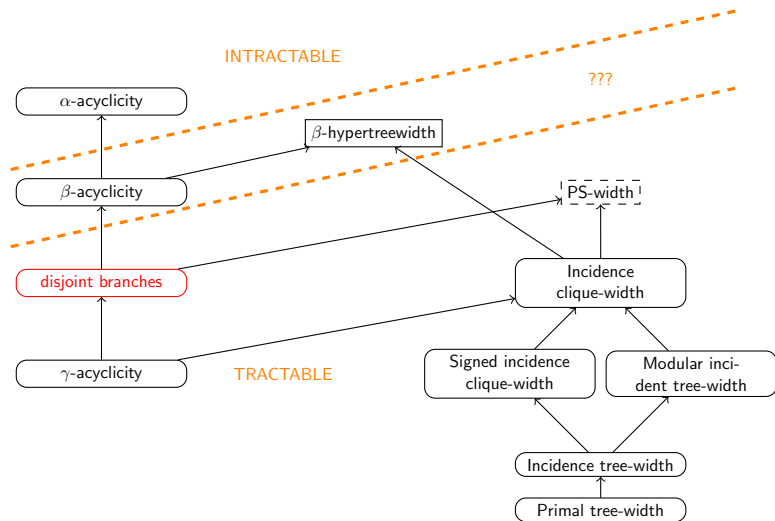 INTRACTABLE
???
α-acyclicity
β-hypertreewidth
β-acyclicity
PS-width
disjoint branches
Incidence
clique-width
γ-acyclicity
TRACTABLE
Signed incidence
clique-width
Modular inci-
dent tree-width
Incidence tree-width
Primal tree-width